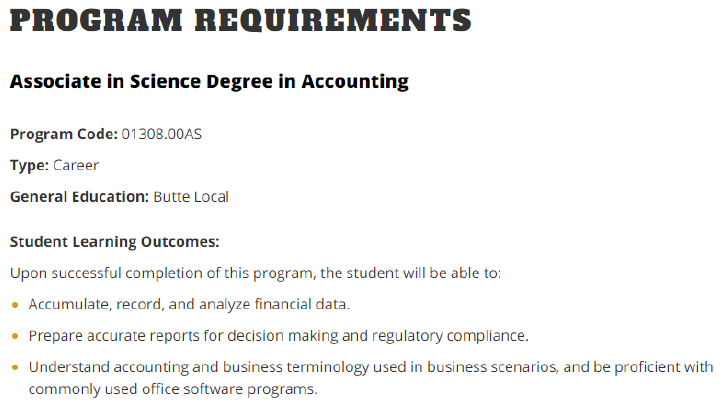 PROGRAM REQUIREMENTS
Associate in Science Degree in Accounting
Program Code: 01308.00AS
Type: Career
General Education: Butte Local
Student Learning Outcomes:
Upon successful completion of this program, the student will be able to:
• Accumulate, record, and analyze financial data.
• Prepare accurate reports for decision making and regulatory compliance.
• Understand accounting and business terminology used in business scenarios, and be proficient with
commonly used office software programs.